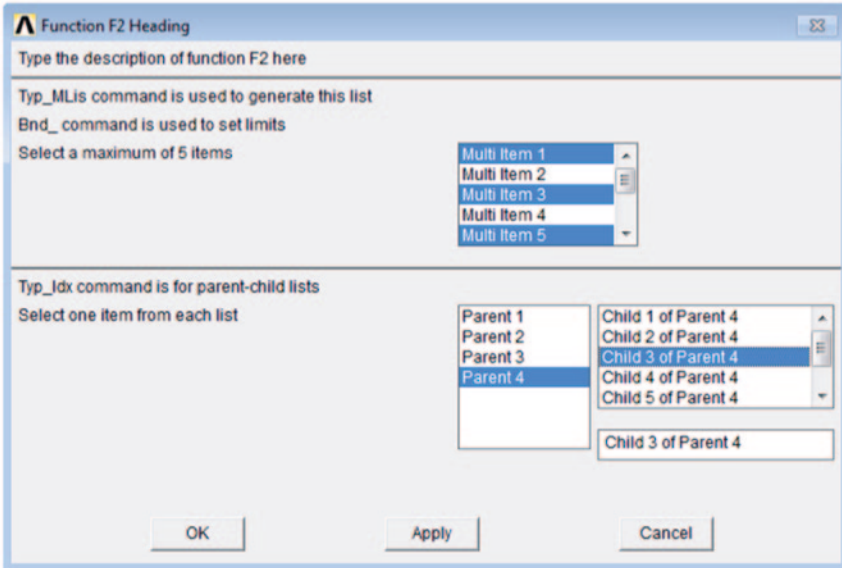 Function F2 Heading
Type the description of function F2 here
Typ_MLis command is used to generate this list
Bnd_ command is used to set limits
Select a maximum of 5 items
Multi Item 1
Multi Item 2
Multi Item 3
Multi Item 4
Multi Item 5
Typ_Idx command is for parent-child lists
Select one item from each list
Parent 1
Parent 2
Parent 3
Parent 4
Child 1 of Parent 4
Child 2 of Parent 4
Child 3 of Parent 4
Child 4 of Parent 4
Child 5 of Parent 4
Child 3 of Parent 4
OK
Apply
Cancel